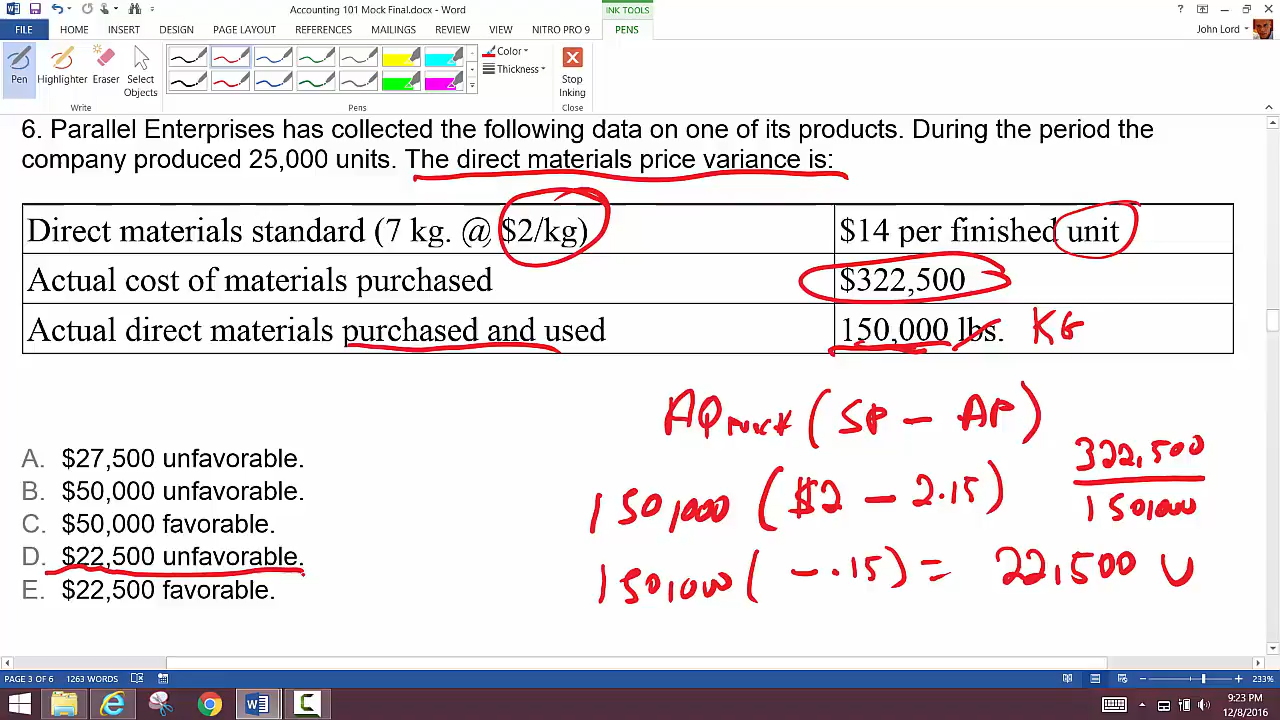 Accounting 101 Mock Final.docx - Word
INK TOOLS
FILE HOME INSERT DESIGN PAGE LAYOUT REFERENCES MAILINGS REVIEW VIEW NITRO PRO 9 PENS John Lord
Pen Highlighter Eraser Select Objects Color Thickness Stop Inking
Write Pens Close
6. Parallel Enterprises has collected the following data on one of its products. During the period the
company produced 25,000 units. The direct materials price variance is:
Direct materials standard (7 kg. @ $2/kg) $14 per finished unit
Actual cost of materials purchased $322,500
Actual direct materials purchased and used 150,000 lbs. KG
AQ (SP - AP)
A. $27,500 unfavorable.
322,500
B. $50,000 unfavorable.
150,000 ($2 - 2.15)
150,000
C. $50,000 favorable.
D. $22,500 unfavorable.
150,000 ( - .15) = 22,500 U
E. $22,500 favorable.
PAGE 3 OF 6 1263 WORDS 233%
9:23 PM
12/8/2016